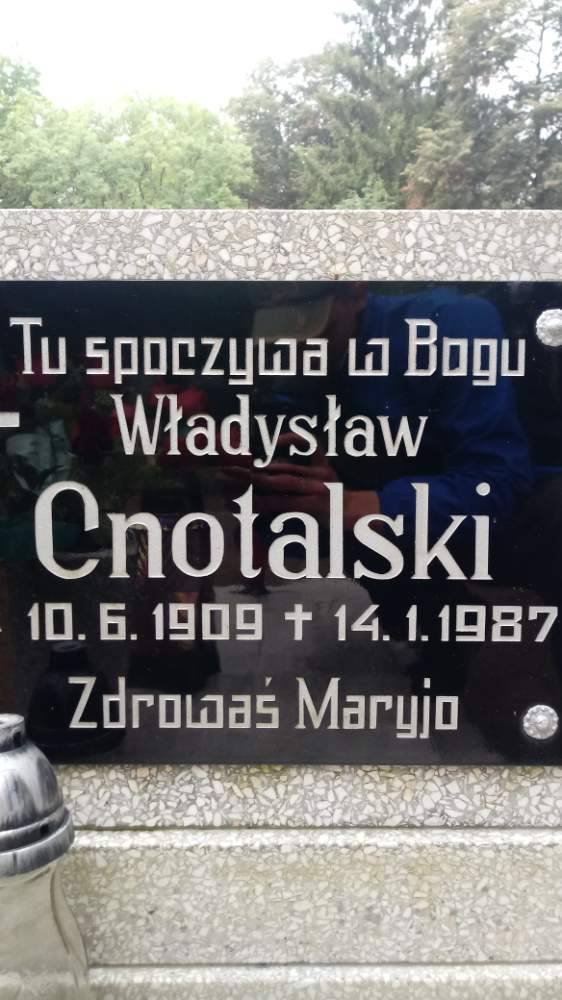 Tu spoczywa w Bogu
Władysław
Cnotalski
10. 6. 1909 ✝ 14. 1. 1987
Zdrowaś Maryjo